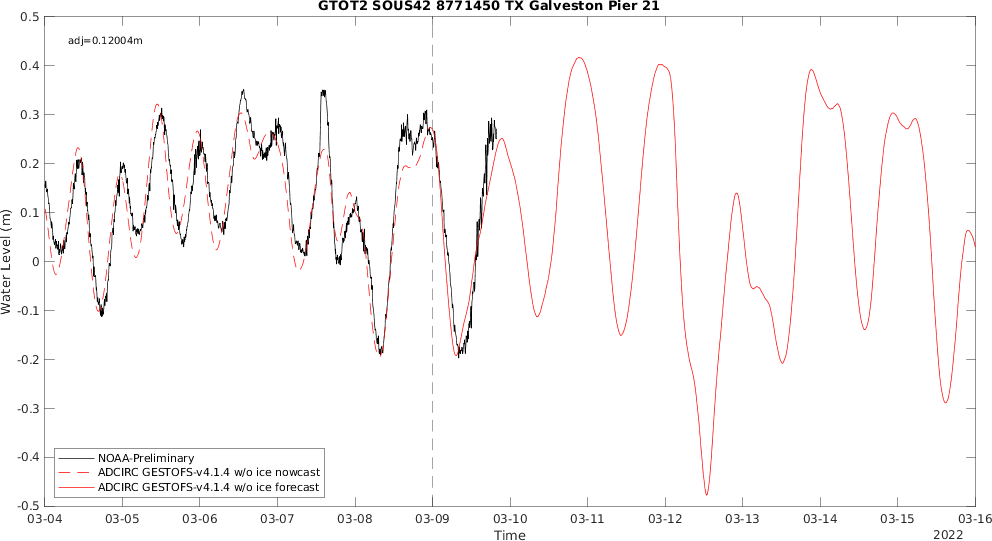 GTOT2 SOUS42 8771450 TX Galveston Pier 21
adj=0.12004m
0.5
0.4
0.3
0.2
0.1
0
-0.1
-0.2
-0.3
-0.4
-0.5
Water Level (m)
NOAA-Preliminary
ADCIRC GESTOFS-v4.1.4 w/o ice nowcast
ADCIRC GESTOFS-v4.1.4 w/o ice forecast
03-04 03-05 03-06 03-07 03-08 03-09 03-10 03-11 03-12 03-13 03-14 03-15 03-16
Time
2022